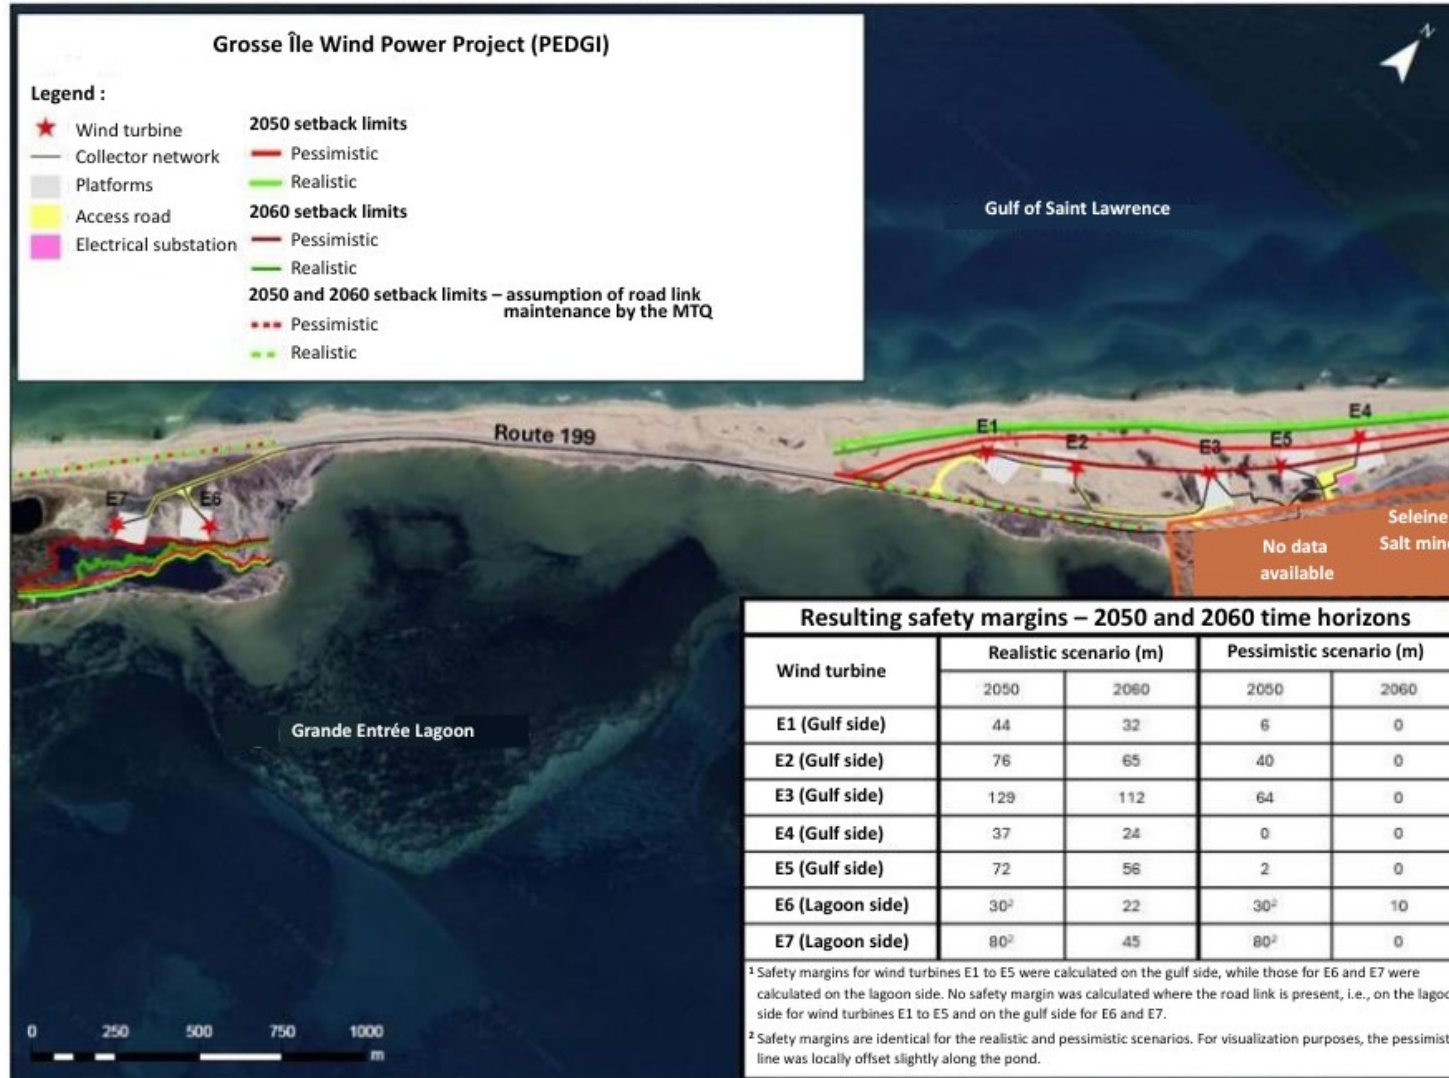 Grosse Île Wind Power Project (PEDGI)
Legend :
Wind turbine
Collector network
Platforms
Access road
Electrical substation
2050 setback limits
Pessimistic
Realistic
2060 setback limits
Pessimistic
Realistic
2050 and 2060 setback limits – assumption of road link
maintenance by the MTQ
Pessimistic
Realistic
N
Gulf of Saint Lawrence
Route 199
E1
E2
E3
E5
E4
E7
E6
Seleine
Salt mine
No data
available
Grande Entrée Lagoon
0 250 500 750 1000
m
Resulting safety margins – 2050 and 2060 time horizons
Wind turbine Realistic scenario (m) Pessimistic scenario (m)
2050 2060 2050 2060
E1 (Gulf side) 44 32 6 0
E2 (Gulf side) 76 65 40 0
E3 (Gulf side) 129 112 64 0
E4 (Gulf side) 37 24 0 0
E5 (Gulf side) 72 56 2 0
E6 (Lagoon side) 30² 22 30² 10
E7 (Lagoon side) 80² 45 80² 0
¹ Safety margins for wind turbines E1 to E5 were calculated on the gulf side, while those for E6 and E7 were
calculated on the lagoon side. No safety margin was calculated where the road link is present, i.e., on the lagoo
side for wind turbines E1 to E5 and on the gulf side for E6 and E7.
² Safety margins are identical for the realistic and pessimistic scenarios. For visualization purposes, the pessimist
line was locally offset slightly along the pond.